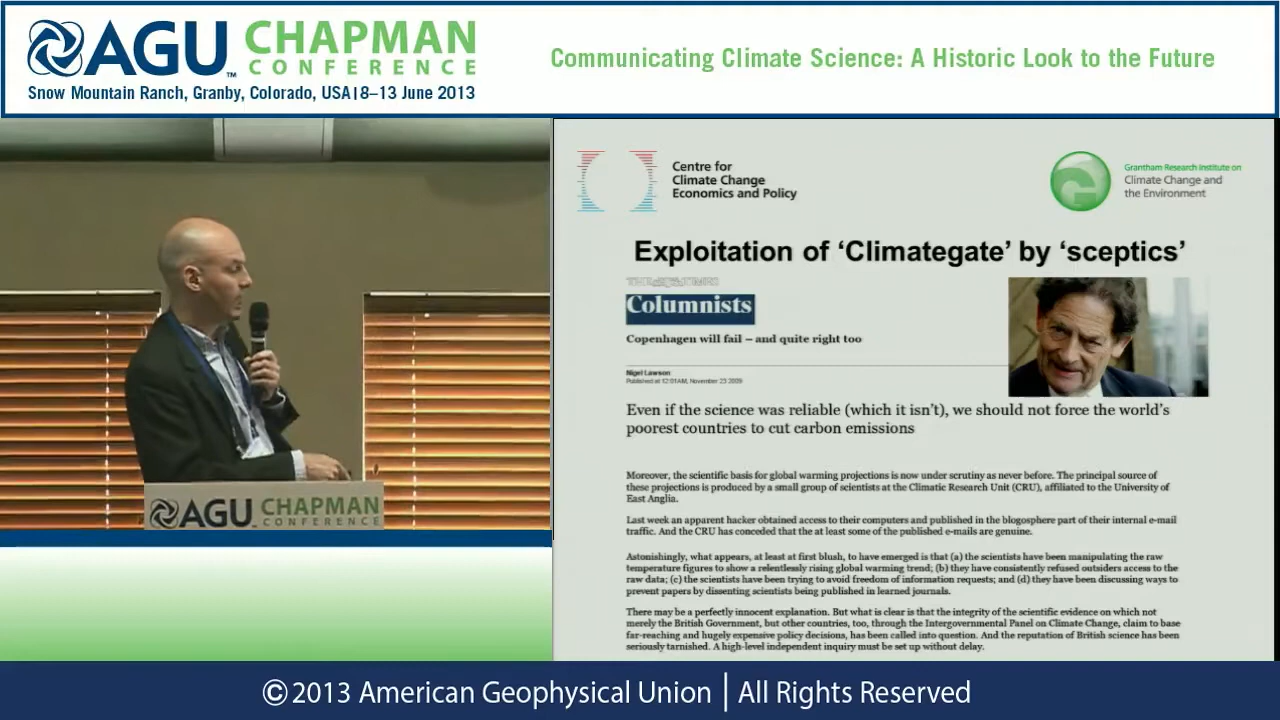 AGU CHAPMAN
CONFERENCE
Snow Mountain Ranch, Granby, Colorado, USA|8–13 June 2013
Communicating Climate Science: A Historic Look to the Future
Centre for
Climate Change
Economics and Policy
Grantham Research Institute on
Climate Change and
the Environment
Exploitation of ‘Climategate’ by ‘sceptics’
Columnists
Copenhagen will fail – and quite right too
Nigel Lawson
Published at 12:01AM, November 23 2009
Even if the science was reliable (which it isn’t), we should not force the world’s
poorest countries to cut carbon emissions
Moreover, the scientific basis for global warming projections is now under scrutiny as never before. The principal source of
these projections is produced by a small group of scientists at the Climatic Research Unit (CRU), affiliated to the University of
East Anglia.
Last week an apparent hacker obtained access to their computers and published in the blogosphere part of their internal e-mail
traffic. And the CRU has conceded that the at least some of the published e-mails are genuine.
Astonishingly, what appears, at least at first blush, to have emerged is that (a) the scientists have been manipulating the raw
temperature figures to show a relentlessly rising global warming trend; (b) they have consistently refused outsiders access to the
raw data; (c) the scientists have been trying to avoid freedom of information requests; and (d) they have been discussing ways to
prevent papers by dissenting scientists being published in learned journals.
There may be a perfectly innocent explanation. But what is clear is that the integrity of the scientific evidence on which not
merely the British Government, but other countries, too, through the Intergovernmental Panel on Climate Change, claim to base
far-reaching and hugely expensive policy decisions, has been called into question. And the reputation of British science has been
seriously tarnished. A high-level independent inquiry must be set up without delay.
AGU CHAPMAN
CONFERENCE
©2013 American Geophysical Union | All Rights Reserved